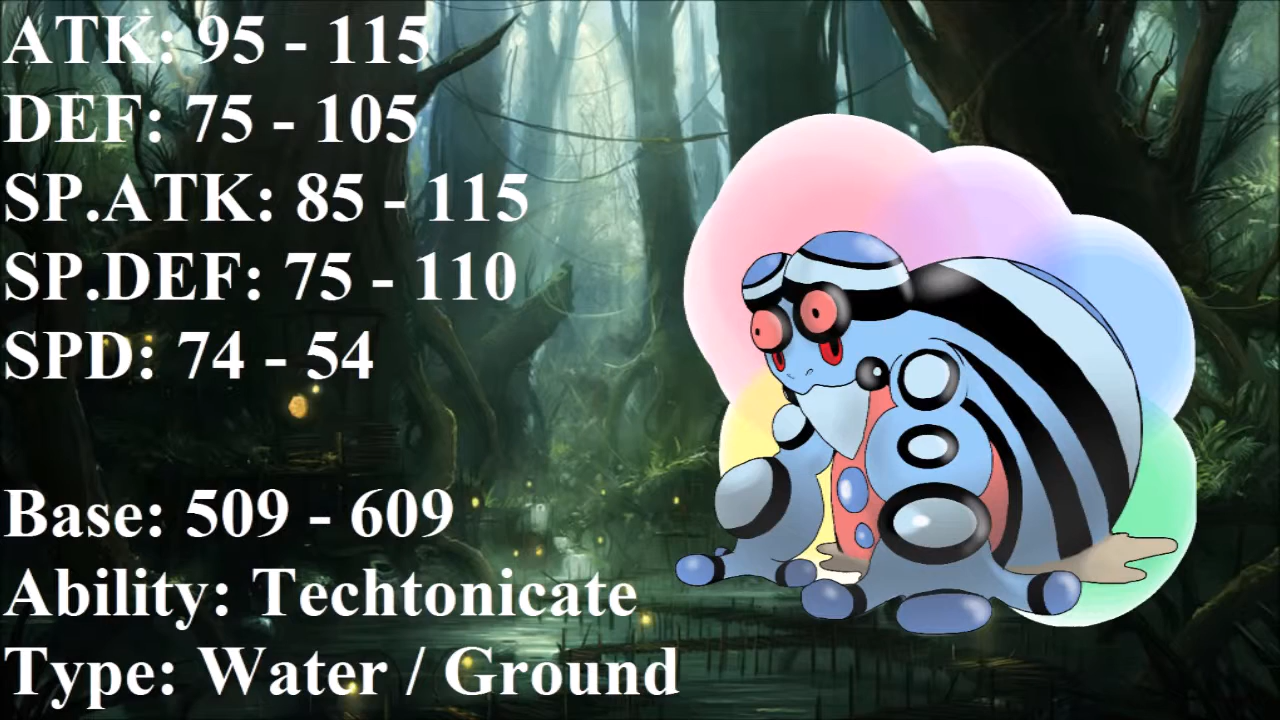 ATK: 95 - 115
DEF: 75 - 105
SP.ATK: 85 - 115
SP.DEF: 75 - 110
SPD: 74 - 54
Base: 509 - 609
Ability: Techtonicate
Type: Water / Ground